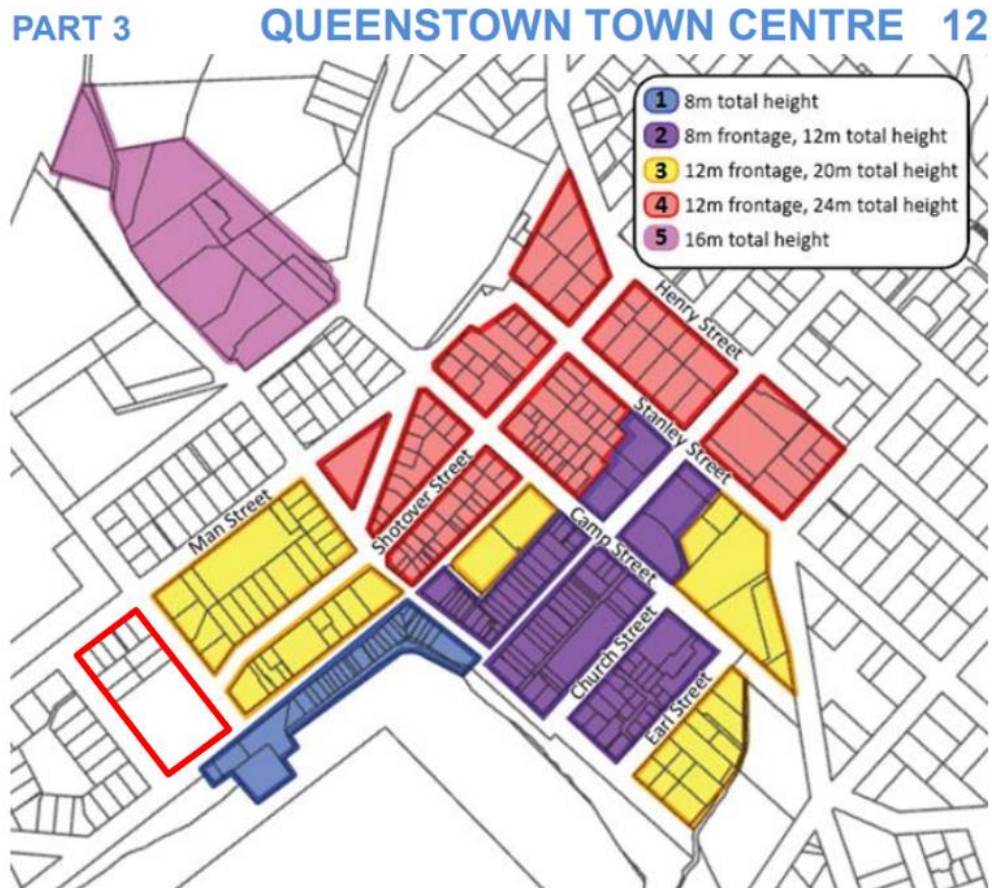 PART 3 QUEENSTOWN TOWN CENTRE 12
1 8m total height
2 8m frontage, 12m total height
3 12m frontage, 20m total height
4 12m frontage, 24m total height
5 16m total height
Henry Street
Stanley Street
Shotover Street
Man Street
Camp Street
Church Street
Earl Street